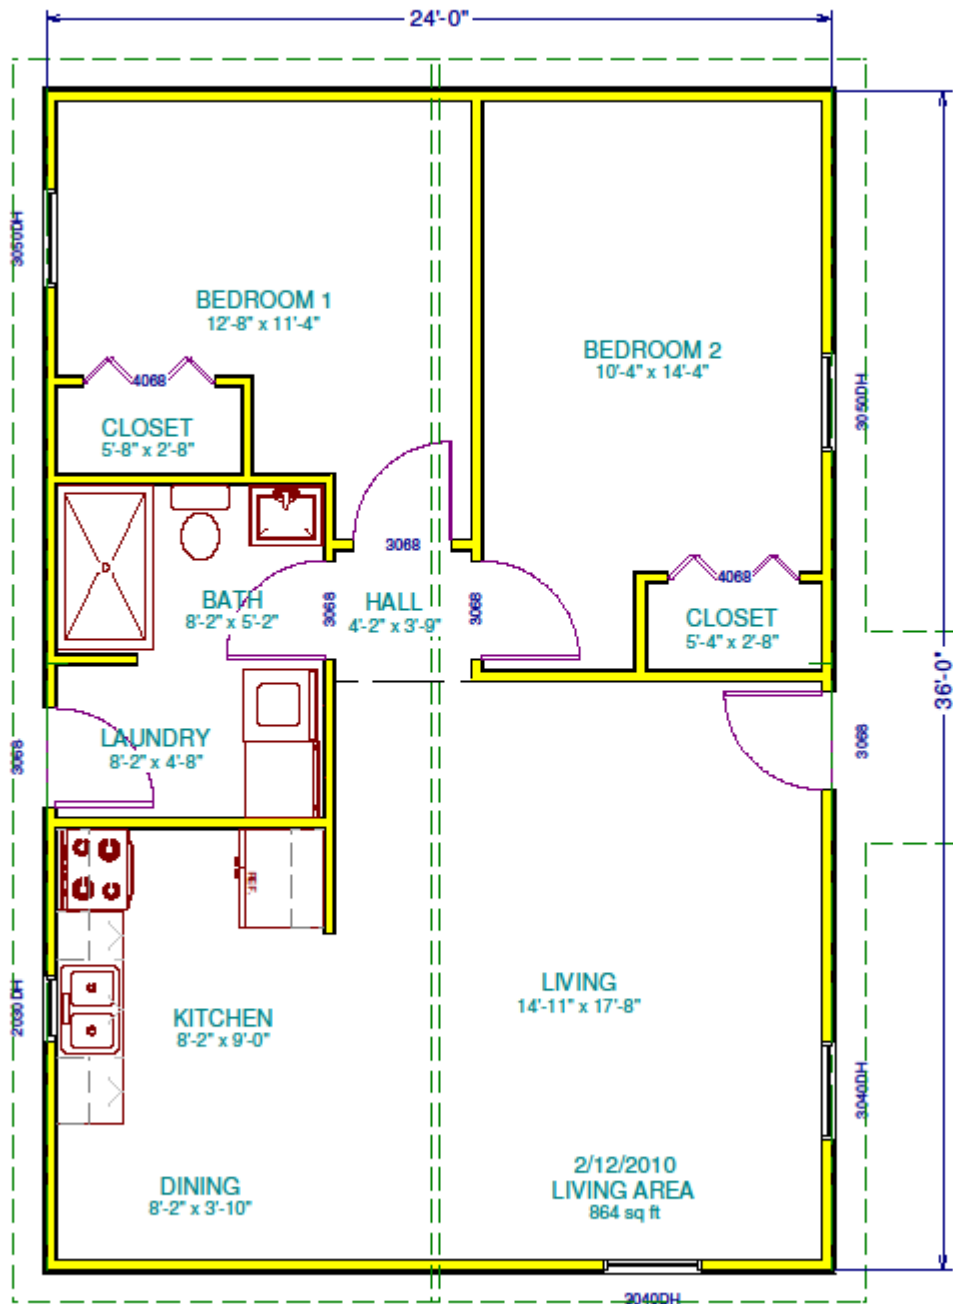 24'-0"
3050DH
BEDROOM 1
12'-8" x 11'-4"
BEDROOM 2
10'-4" x 14'-4"
4068
3050DH
CLOSET
5'-8" x 2'-8"
3068
4068
BATH
8'-2" x 5'-2"
3068
HALL
4'-2" x 3'-9"
3068
CLOSET
5'-4" x 2'-8"
36'-0"
LAUNDRY
8'-2" x 4'-8"
3068
3068
REF.
LIVING
14'-11" x 17'-8"
2030DH
KITCHEN
8'-2" x 9'-0"
3040DH
2/12/2010
DINING
8'-2" x 3'-10"
LIVING AREA
864 sq ft
3040DH